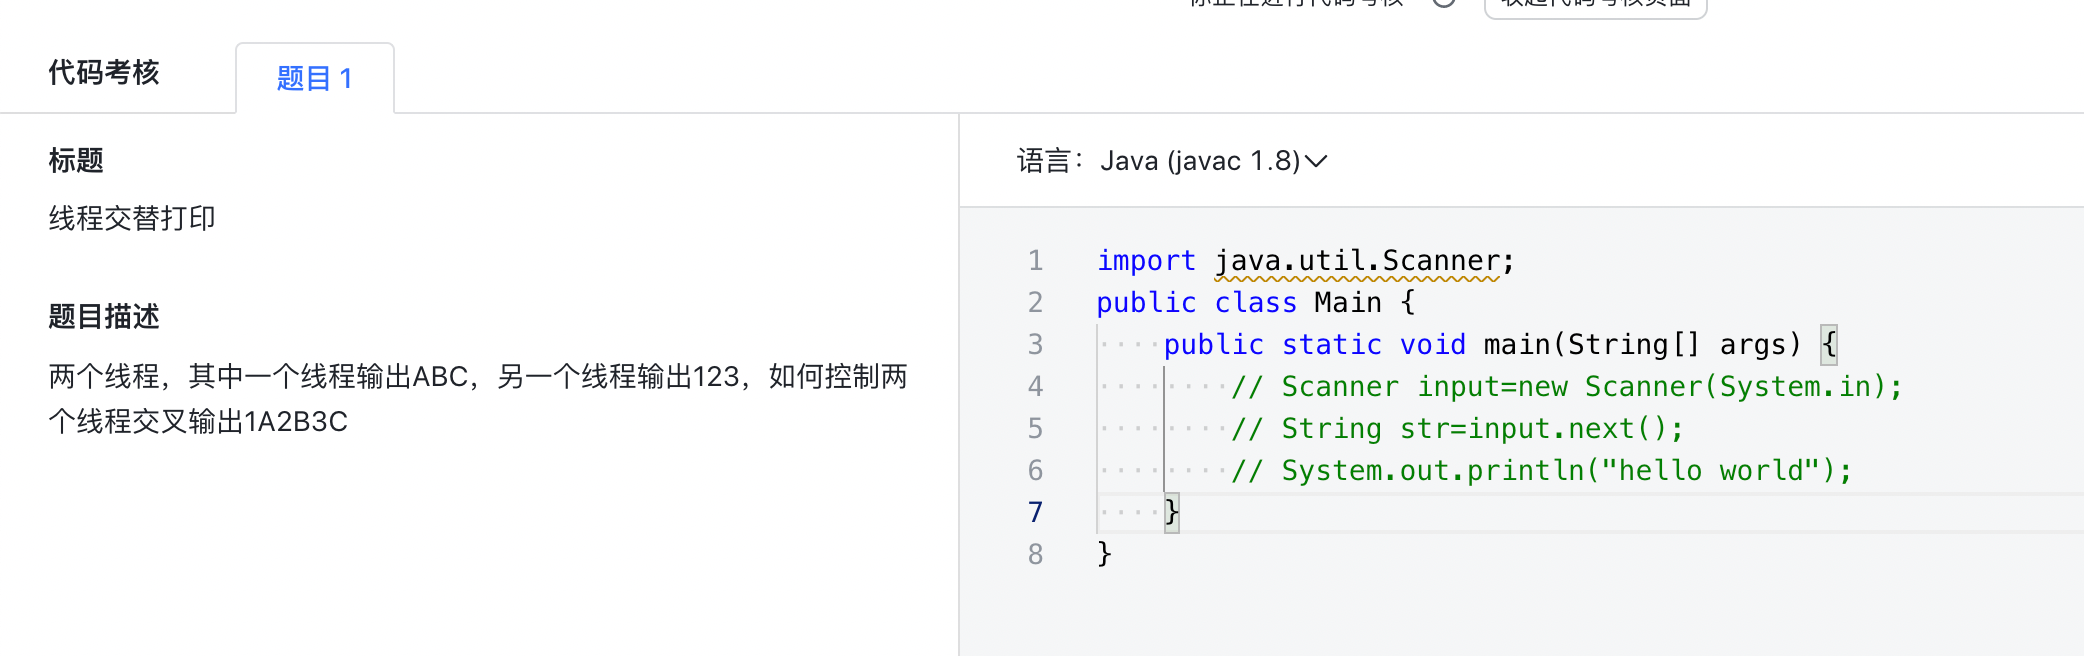 代码考核
题目 1
标题
线程交替打印
题目描述
两个线程，其中一个线程输出ABC，另一个线程输出123，如何控制两
个线程交叉输出1A2B3C
语言：Java (javac 1.8)
1 import java.util.Scanner;
2 public class Main {
3     public static void main(String[] args) {
4         // Scanner input=new Scanner(System.in);
5         // String str=input.next();
6         // System.out.println("hello world");
7     }
8 }